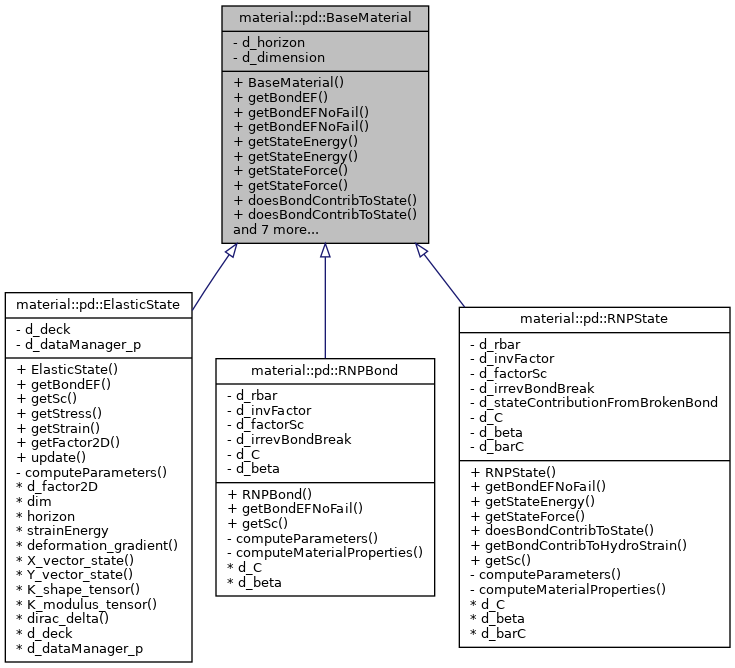 material::pd::BaseMaterial
- d_horizon
- d_dimension
+ BaseMaterial()
+ getBondEF()
+ getBondEFNoFail()
+ getBondEFNoFail()
+ getStateEnergy()
+ getStateEnergy()
+ getStateForce()
+ getStateForce()
+ doesBondContribToState()
+ doesBondContribToState()
and 7 more...
material::pd::ElasticState
- d_deck
- d_dataManager_p
+ ElasticState()
+ getBondEF()
+ getSc()
+ getStress()
+ getStrain()
+ getFactor2D()
+ update()
- computeParameters()
* d_factor2D
* dim
* horizon
* strainEnergy
* deformation_gradient()
* X_vector_state()
* Y_vector_state()
* K_shape_tensor()
* K_modulus_tensor()
* dirac_delta()
* d_deck
* d_dataManager_p
material::pd::RNPBond
- d_rbar
- d_invFactor
- d_factorSc
- d_irrevBondBreak
- d_C
- d_beta
+ RNPBond()
+ getBondEFNoFail()
+ getSc()
- computeParameters()
- computeMaterialProperties()
* d_C
* d_beta
material::pd::RNPState
- d_rbar
- d_invFactor
- d_factorSc
- d_irrevBondBreak
- d_stateContributionFromBrokenBond
- d_C
- d_beta
- d_barC
+ RNPState()
+ getBondEFNoFail()
+ getStateEnergy()
+ getStateForce()
+ doesBondContribToState()
+ getBondContribToHydroStrain()
+ getSc()
- computeParameters()
- computeMaterialProperties()
* d_C
* d_beta
* d_barC